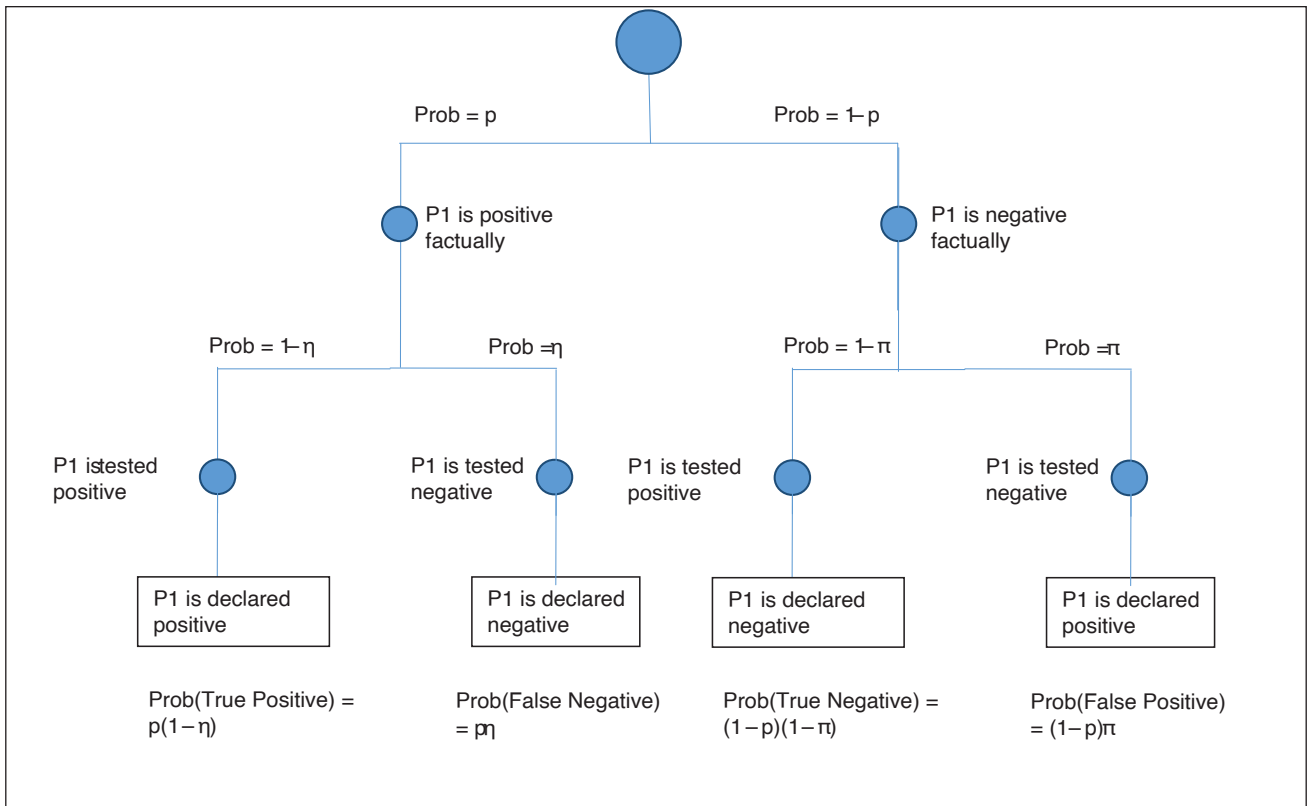 Prob = p
Prob = 1–p
P1 is positive
factually
P1 is negative
factually
Prob = 1–η
Prob =η
Prob = 1–π
Prob =π
P1 istested
positive
P1 is tested
negative
P1 is tested
positive
P1 is tested
negative
P1 is declared
positive
P1 is declared
negative
P1 is declared
negative
P1 is declared
positive
Prob(True Positive) =
p(1–η)
Prob(False Negative)
= pη
Prob(True Negative) =
(1–p)(1–π)
Prob(False Positive)
= (1–p)π